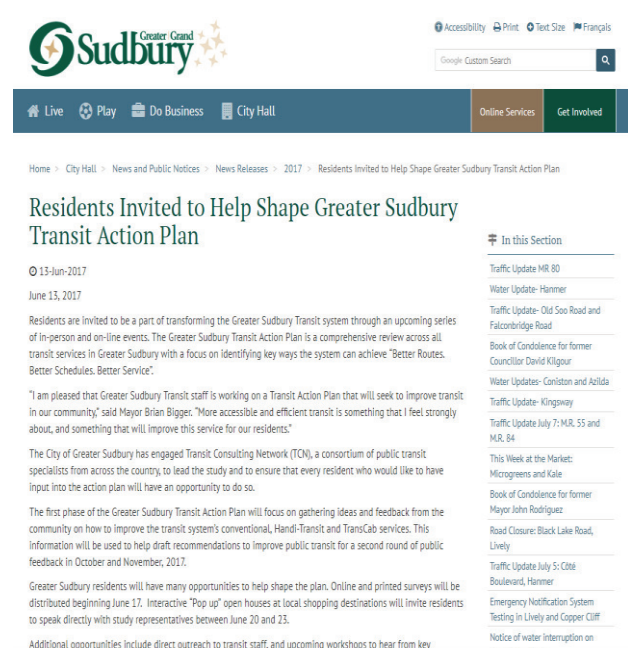 Greater Grand
Sudbury
Accessibility Print Text Size Français
Google Custom Search
Live Play Do Business City Hall
Online Services Get Involved
Home > City Hall > News and Public Notices > News Releases > 2017 > Residents Invited to Help Shape Greater Sudbury Transit Action Plan
Residents Invited to Help Shape Greater Sudbury
Transit Action Plan
13-Jun-2017
June 13, 2017
Residents are invited to be a part of transforming the Greater Sudbury Transit system through an upcoming series
of in-person and on-line events. The Greater Sudbury Transit Action Plan is a comprehensive review across all
transit services in Greater Sudbury with a focus on identifying key ways the system can achieve “Better Routes.
Better Schedules. Better Service”.
“I am pleased that Greater Sudbury Transit staff is working on a Transit Action Plan that will seek to improve transit
in our community,” said Mayor Brian Bigger. “More accessible and efficient transit is something that I feel strongly
about, and something that will improve this service for our residents.”
The City of Greater Sudbury has engaged Transit Consulting Network (TCN), a consortium of public transit
specialists from across the country, to lead the study and to ensure that every resident who would like to have
input into the action plan will have an opportunity to do so.
The first phase of the Greater Sudbury Transit Action Plan will focus on gathering ideas and feedback from the
community on how to improve the transit system's conventional, Handi-Transit and TransCab services. This
information will be used to help draft recommendations to improve public transit for a second round of public
feedback in October and November, 2017.
Greater Sudbury residents will have many opportunities to help shape the plan. Online and printed surveys will be
distributed beginning June 17. Interactive “Pop up” open houses at local shopping destinations will invite residents
to speak directly with study representatives between June 20 and 23.
Additional opportunities include direct outreach to transit staff, and upcoming workshops to hear from key
In this Section
Traffic Update MR 80
Water Update- Hanmer
Traffic Update- Old Soo Road and
Falconbridge Road
Book of Condolence for former
Councillor David Kilgour
Water Updates- Coniston and Azilda
Traffic Update- Kingsway
Traffic Update July 7: M.R. 55 and
M.R. 84
This Week at the Market:
Microgreens and Kale
Book of Condolence for former
Mayor John Rodriguez
Road Closure: Black Lake Road,
Lively
Traffic Update July 5: Côté
Boulevard, Hanmer
Emergency Notification System
Testing in Lively and Copper Cliff
Notice of water interruption on